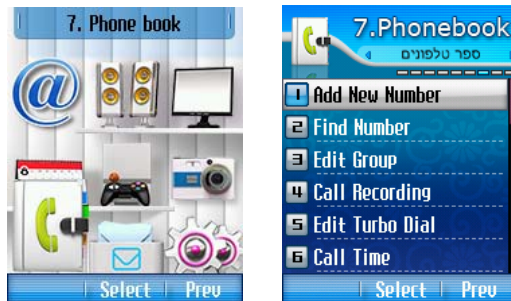 7. Phone book
Select Prev
7.Phonebook
ספר טלפונים
1 Add New Number
2 Find Number
3 Edit Group
4 Call Recording
5 Edit Turbo Dial
6 Call Time
Select Prev